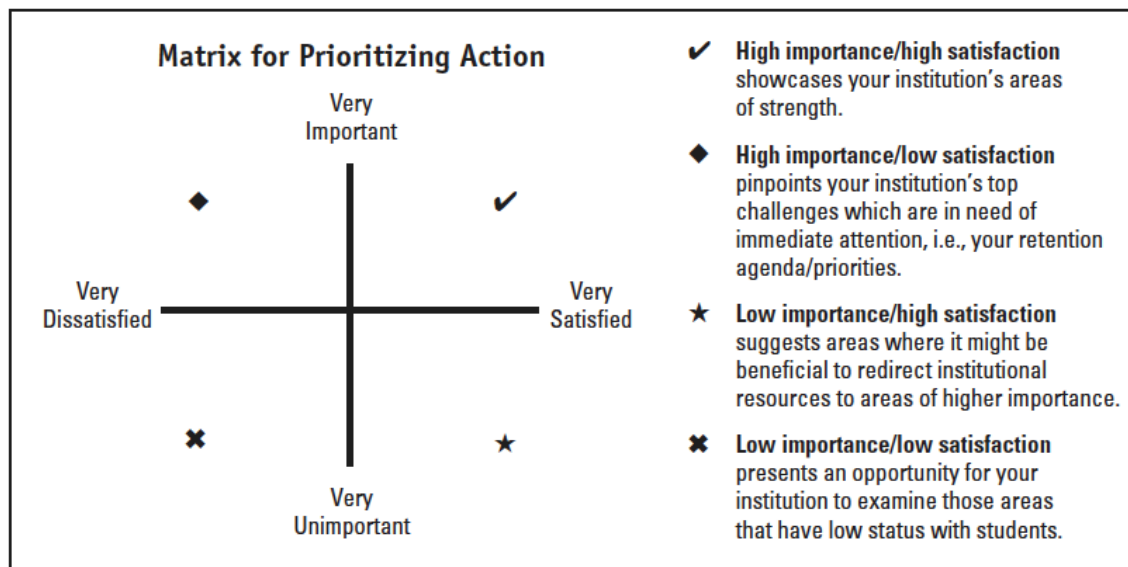 Matrix for Prioritizing Action
Very
Important
Very
Dissatisfied
Very
Satisfied
Very
Unimportant
✔ High importance/high satisfaction
showcases your institution's areas
of strength.
◆ High importance/low satisfaction
pinpoints your institution's top
challenges which are in need of
immediate attention, i.e., your retention
agenda/priorities.
★ Low importance/high satisfaction
suggests areas where it might be
beneficial to redirect institutional
resources to areas of higher importance.
✖ Low importance/low satisfaction
presents an opportunity for your
institution to examine those areas
that have low status with students.